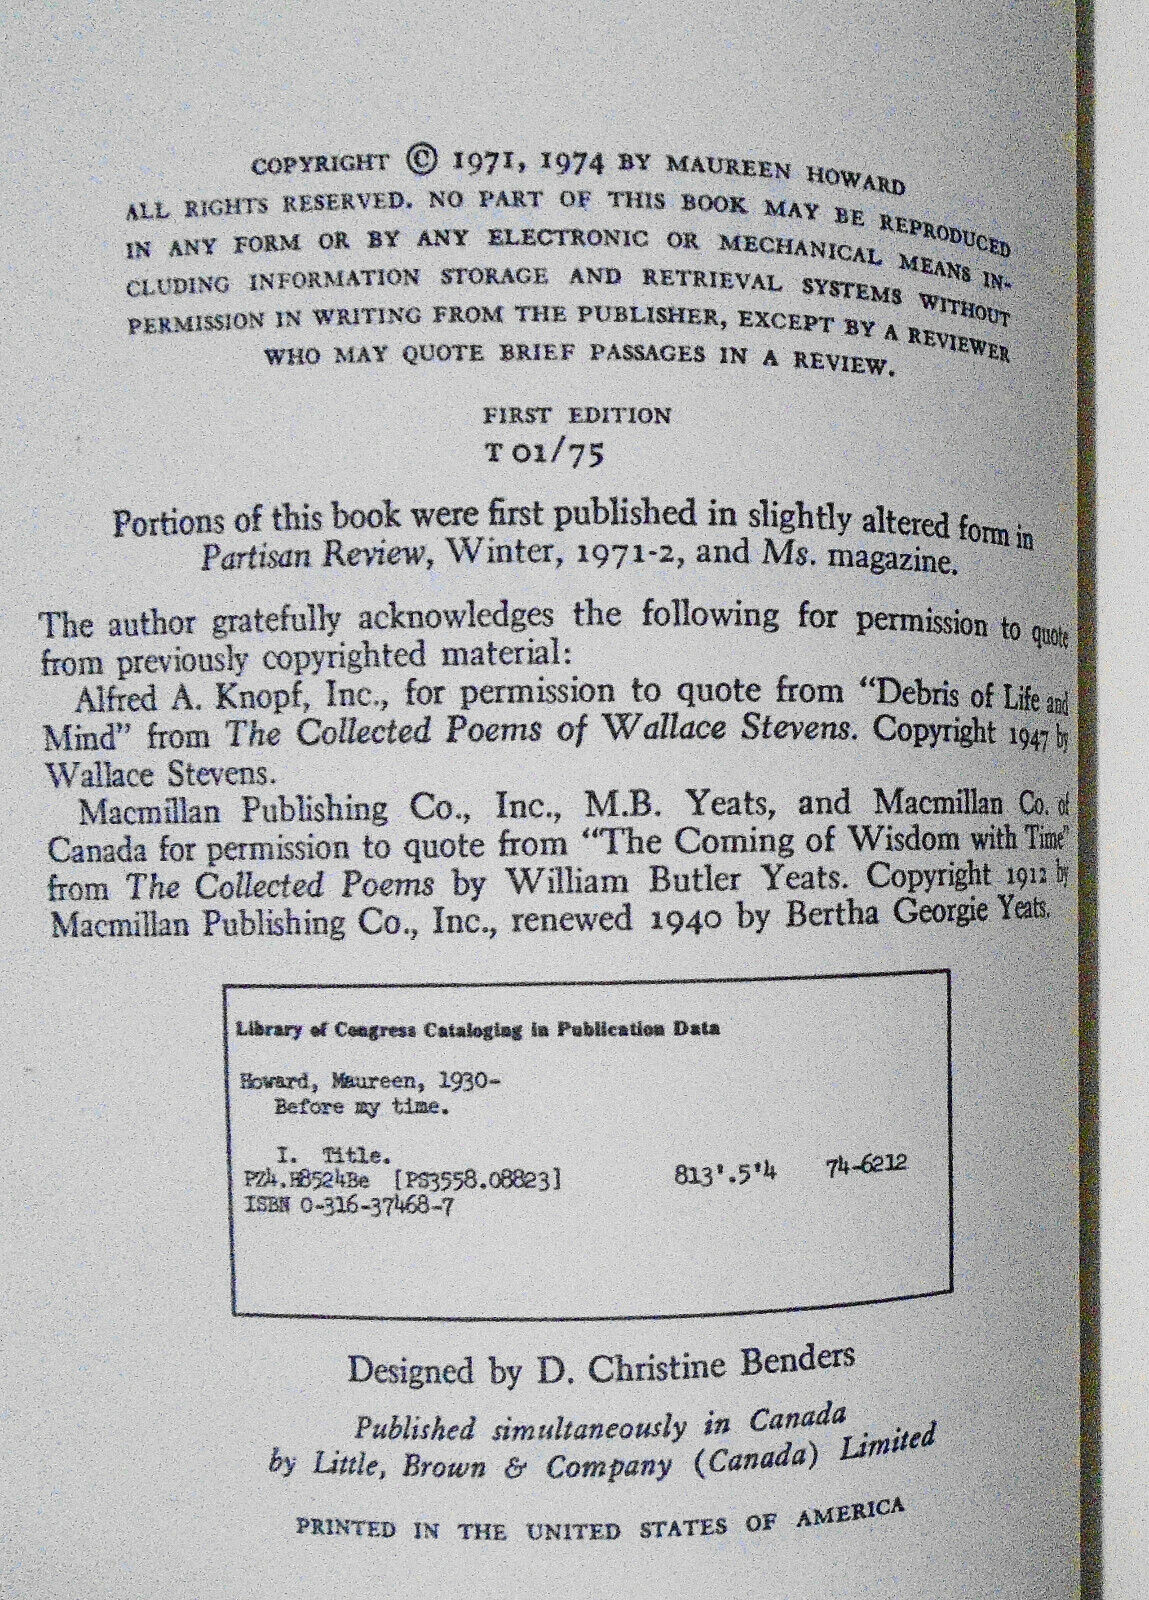 COPYRIGHT © 1971, 1974 BY MAUREEN HOWARD
ALL RIGHTS RESERVED. NO PART OF THIS BOOK MAY BE REPRODUCED
IN ANY FORM OR BY ANY ELECTRONIC OR MECHANICAL MEANS IN-
CLUDING INFORMATION STORAGE AND RETRIEVAL SYSTEMS WITHOUT
PERMISSION IN WRITING FROM THE PUBLISHER, EXCEPT BY A REVIEWER
WHO MAY QUOTE BRIEF PASSAGES IN A REVIEW.
FIRST EDITION
T 01/75
Portions of this book were first published in slightly altered form in
Partisan Review, Winter, 1971-2, and Ms. magazine.
The author gratefully acknowledges the following for permission to quote
from previously copyrighted material:
Alfred A. Knopf, Inc., for permission to quote from “Debris of Life and
Mind” from The Collected Poems of Wallace Stevens. Copyright 1947 by
Wallace Stevens.
Macmillan Publishing Co., Inc., M.B. Yeats, and Macmillan Co. of
Canada for permission to quote from “The Coming of Wisdom with Time”
from The Collected Poems by William Butler Yeats. Copyright 1912 by
Macmillan Publishing Co., Inc., renewed 1940 by Bertha Georgie Yeats.
Library of Congress Cataloging in Publication Data
Howard, Maureen, 1930-
Before my time.
I. Title.
PZ4.H8524Be [PS3558.O8823] 813'.5'4 74-6212
ISBN 0-316-37468-7
Designed by D. Christine Benders
Published simultaneously in Canada
by Little, Brown & Company (Canada) Limited
PRINTED IN THE UNITED STATES OF AMERICA